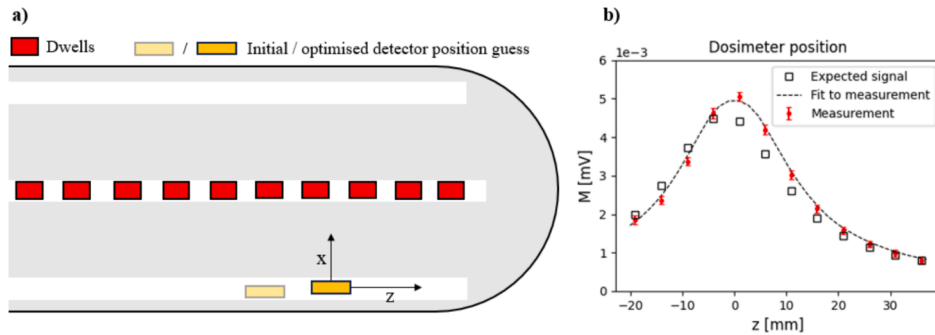 a)
Dwells
/
Initial / optimised detector position guess
x
z
b)
Dosimeter position
1e−3
Expected signal
Fit to measurement
Measurement
M [mV]
6
5
4
3
2
1
0
−20 −10 0 10 20 30
z [mm]